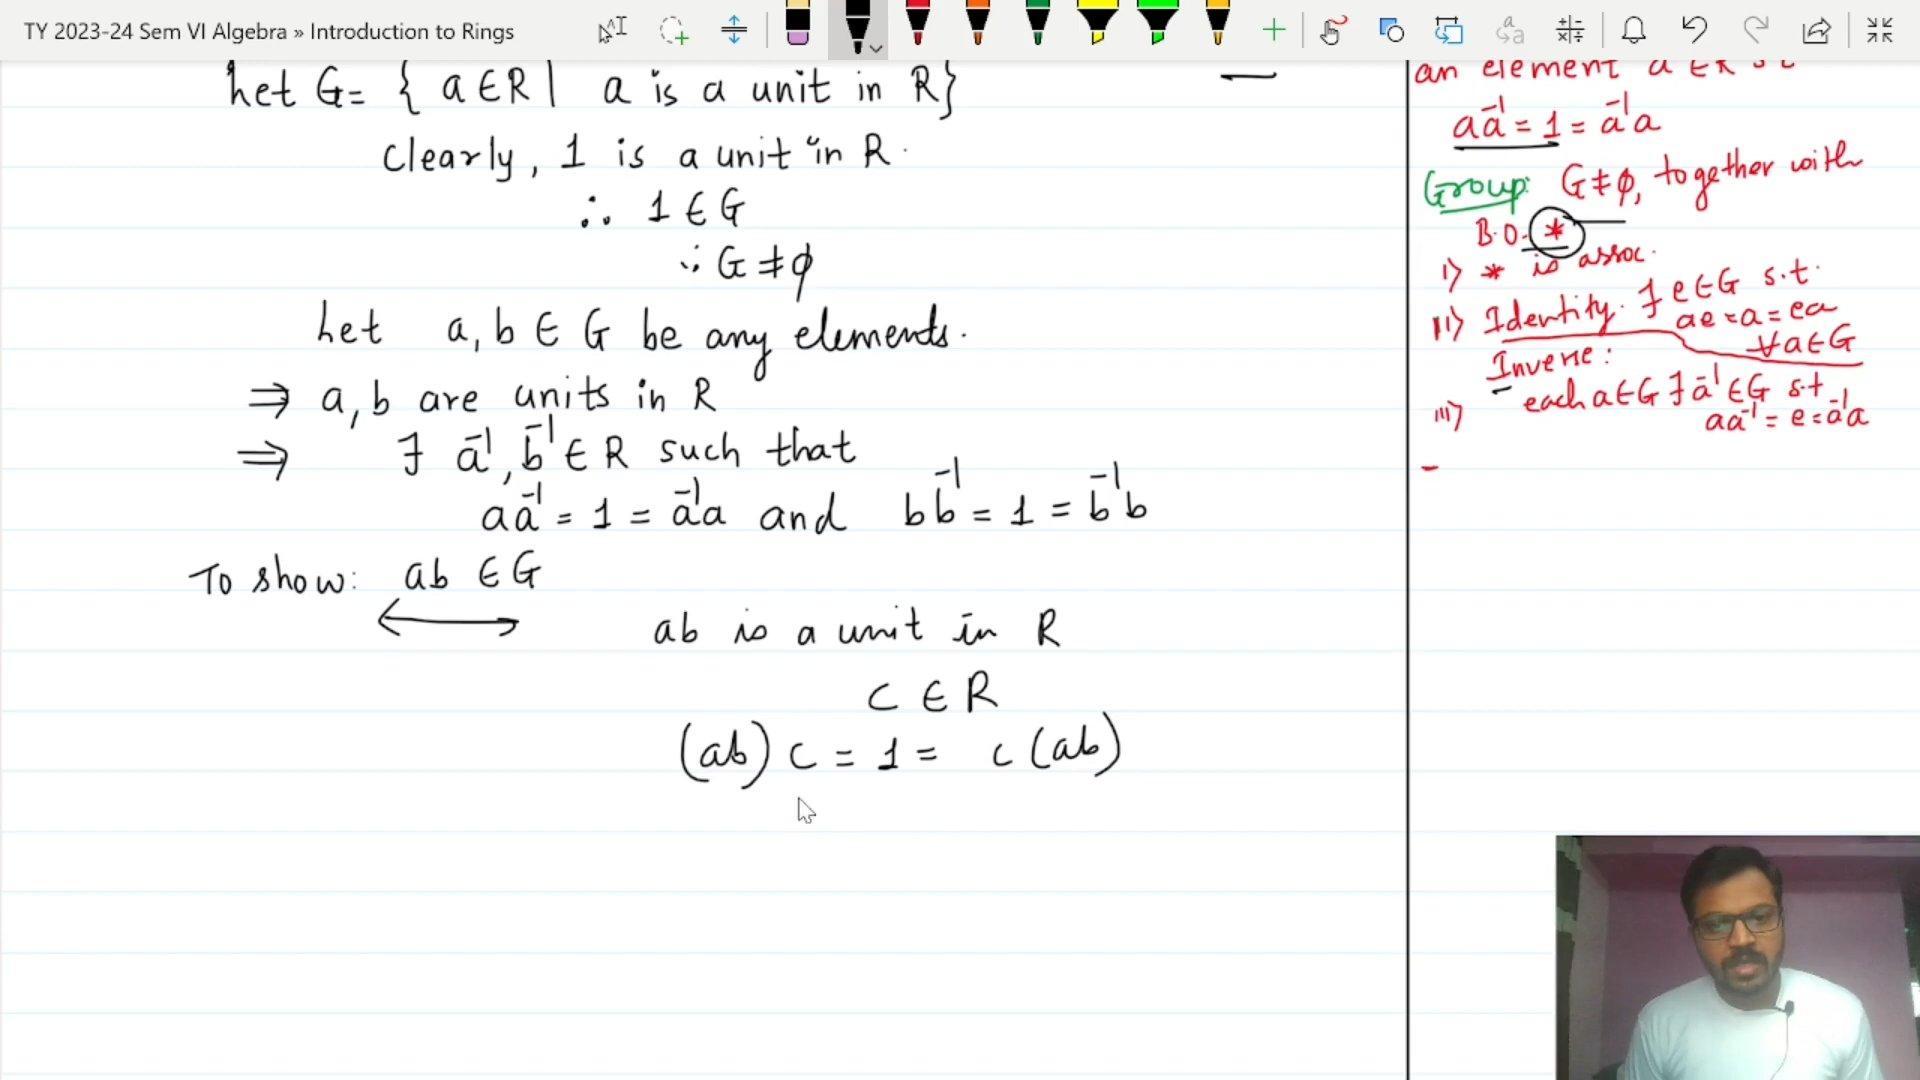 TY 2023-24 Sem VI Algebra » Introduction to Rings
Let G = { a ∈ R | a is a unit in R}
Clearly, 1 is a unit in R.
∴ 1 ∈ G
∴ G ≠ ϕ
Let a, b ∈ G be any elements.
⇒ a, b are units in R
⇒ ∃ a⁻¹, b⁻¹ ∈ R such that
aa⁻¹ = 1 = a⁻¹a and bb⁻¹ = 1 = b⁻¹b
To show: ab ∈ G
ab is a unit in R
c ∈ R
(ab) c = 1 = c (ab)
an element a ∈ R s.t
aa⁻¹ = 1 = a⁻¹a
Group: G ≠ ϕ, together with
B.O. *
i) * is assoc.
ii) Identity. ∃ e ∈ G s.t.
ae = a = ea
∀ a ∈ G
Inverse:
iii) each a ∈ G ∃ a⁻¹ ∈ G s.t
aa⁻¹ = e = a⁻¹a